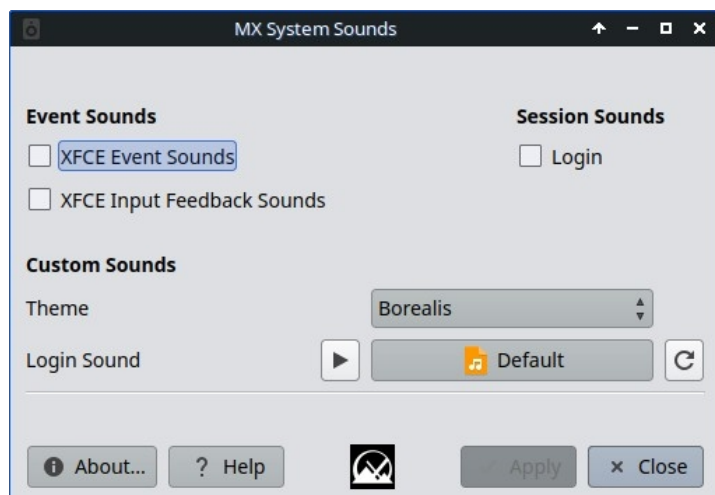 MX System Sounds
Event Sounds
Session Sounds
XFCE Event Sounds
Login
XFCE Input Feedback Sounds
Custom Sounds
Theme
Borealis
Login Sound
Default
About...
? Help
Apply
Close